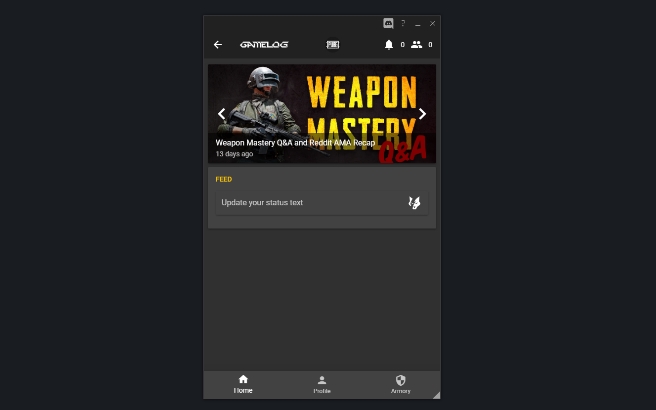 GAMELOG
PUBG
0
0
WEAPON
MASTERY
Q&A
Weapon Mastery Q&A and Reddit AMA Recap
13 days ago
FEED
Update your status text
Home
Profile
Armory